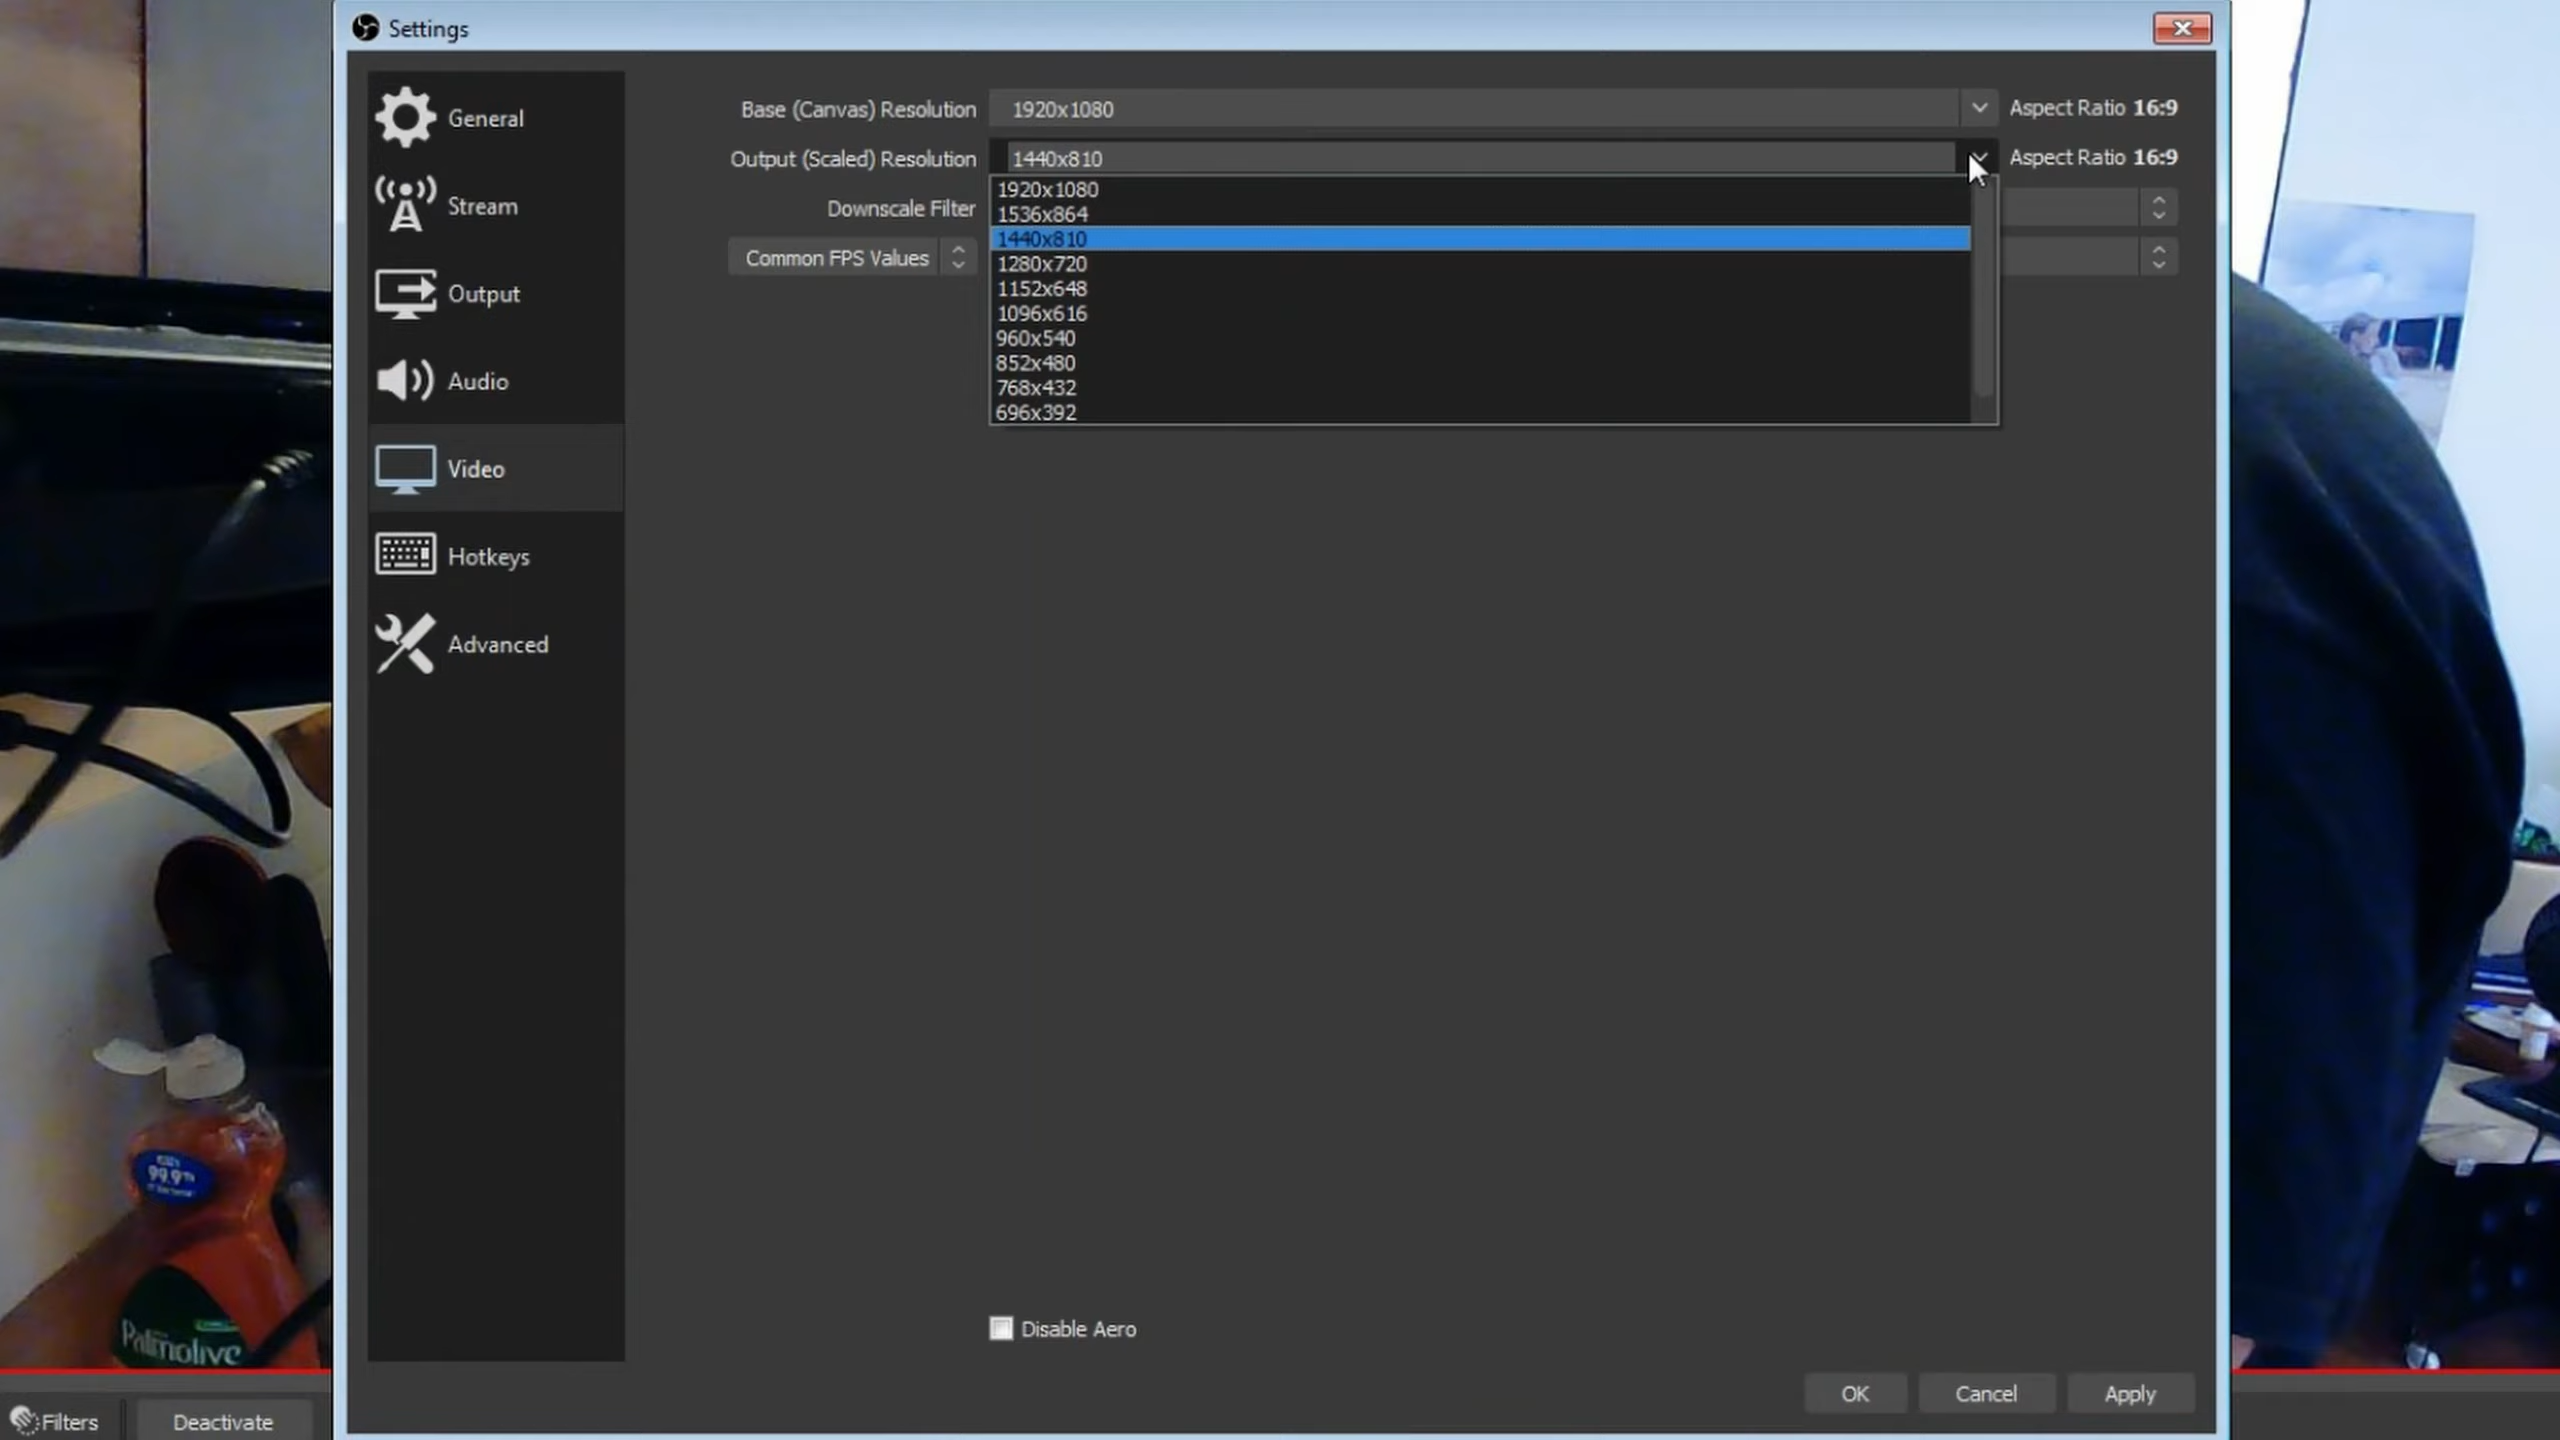 Settings
General
Stream
Output
Audio
Video
Hotkeys
Advanced
Base (Canvas) Resolution 1920x1080 Aspect Ratio 16:9
Output (Scaled) Resolution 1440x810 Aspect Ratio 16:9
Downscale Filter
Common FPS Values
1920x1080
1536x864
1440x810
1280x720
1152x648
1096x616
960x540
852x480
768x432
696x392
Disable Aero
OK Cancel Apply
Filters Deactivate
99.9%
Palmolive